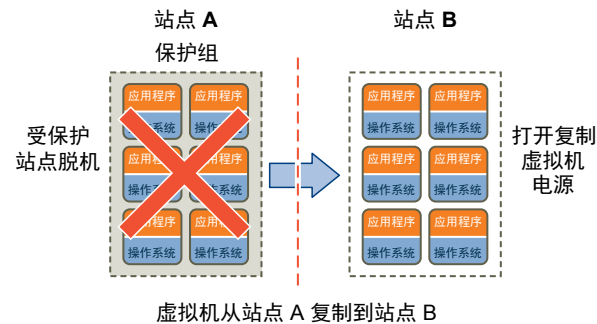 站点 A
站点 B
保护组
受保护
站点脱机
应用程序
操作系统
应用程序
操作系统
应用程序
操作系统
应用程序
操作系统
应用程序
操作系统
应用程序
操作系统
应用程序
操作系统
应用程序
操作系统
应用程序
操作系统
应用程序
操作系统
应用程序
操作系统
应用程序
操作系统
打开复制
虚拟机
电源
虚拟机从站点 A 复制到站点 B